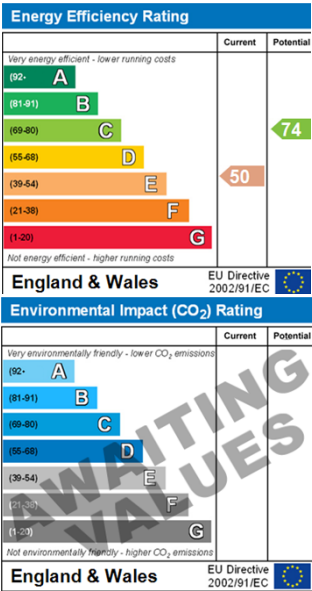 Energy Efficiency Rating
Current Potential
Very energy efficient - lower running costs
(92- A
(81-91) B
(69-80) C 74
(55-68) D
(39-54) E 50
(21-38) F
(1-20) G
Not energy efficient - higher running costs
England & Wales EU Directive
2002/91/EC
Environmental Impact (CO2) Rating
Current Potential
Very environmentally friendly - lower CO2 emissions
(92- A
(81-91) B
(69-80) C
(55-68) D
(39-54) E
(21-38) F
(1-20) G
AWAITING
VALUES
Not environmentally friendly - higher CO2 emissions
England & Wales EU Directive
2002/91/EC